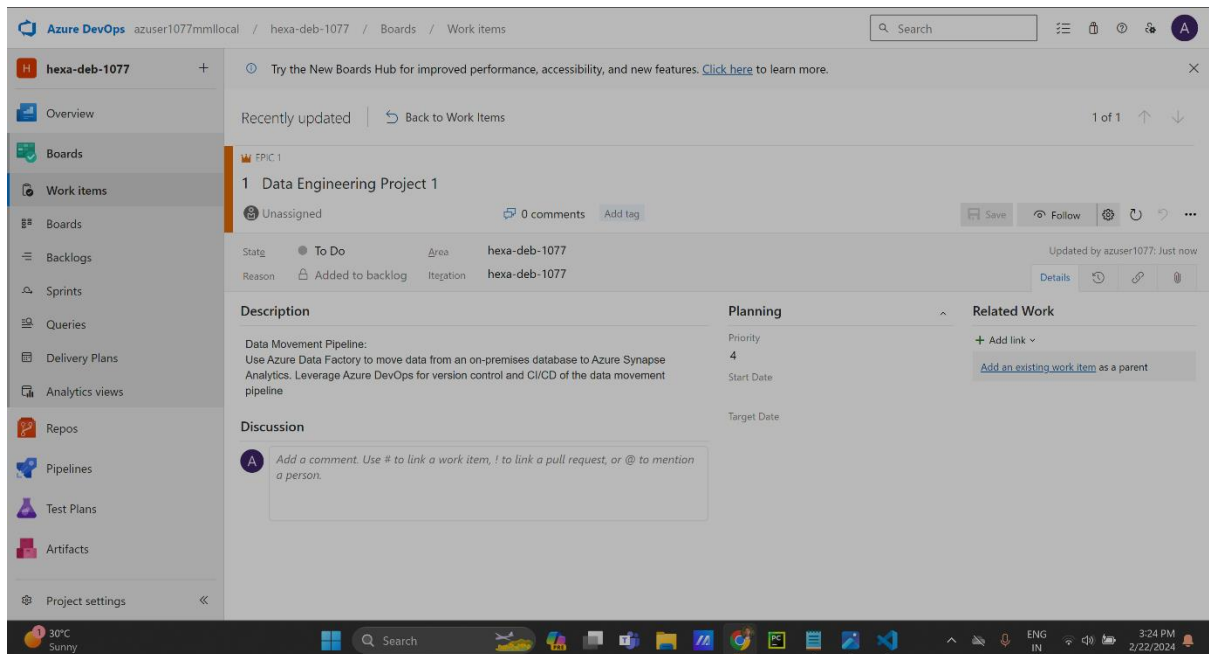 Azure DevOps azuser1077mmllocal / hexa-deb-1077 / Boards / Work items
Search
A
H hexa-deb-1077 +
Try the New Boards Hub for improved performance, accessibility, and new features. Click here to learn more.
Overview
Boards
Work items
Boards
Backlogs
Sprints
Queries
Delivery Plans
Analytics views
Repos
Pipelines
Test Plans
Artifacts
Project settings
Recently updated
Back to Work Items
1 of 1
EPIC 1
1 Data Engineering Project 1
Unassigned
0 comments
Add tag
Save
Follow
State
To Do
Area
hexa-deb-1077
Updated by azuser1077: Just now
Reason
Added to backlog
Iteration
hexa-deb-1077
Details
Description
Data Movement Pipeline:
Use Azure Data Factory to move data from an on-premises database to Azure Synapse
Analytics. Leverage Azure DevOps for version control and CI/CD of the data movement
pipeline
Discussion
A
Add a comment. Use # to link a work item, ! to link a pull request, or @ to mention
a person.
Planning
Priority
4
Start Date
Target Date
Related Work
+ Add link
Add an existing work item as a parent
1
30°C
Sunny
Search
ENG
IN
3:24 PM
2/22/2024